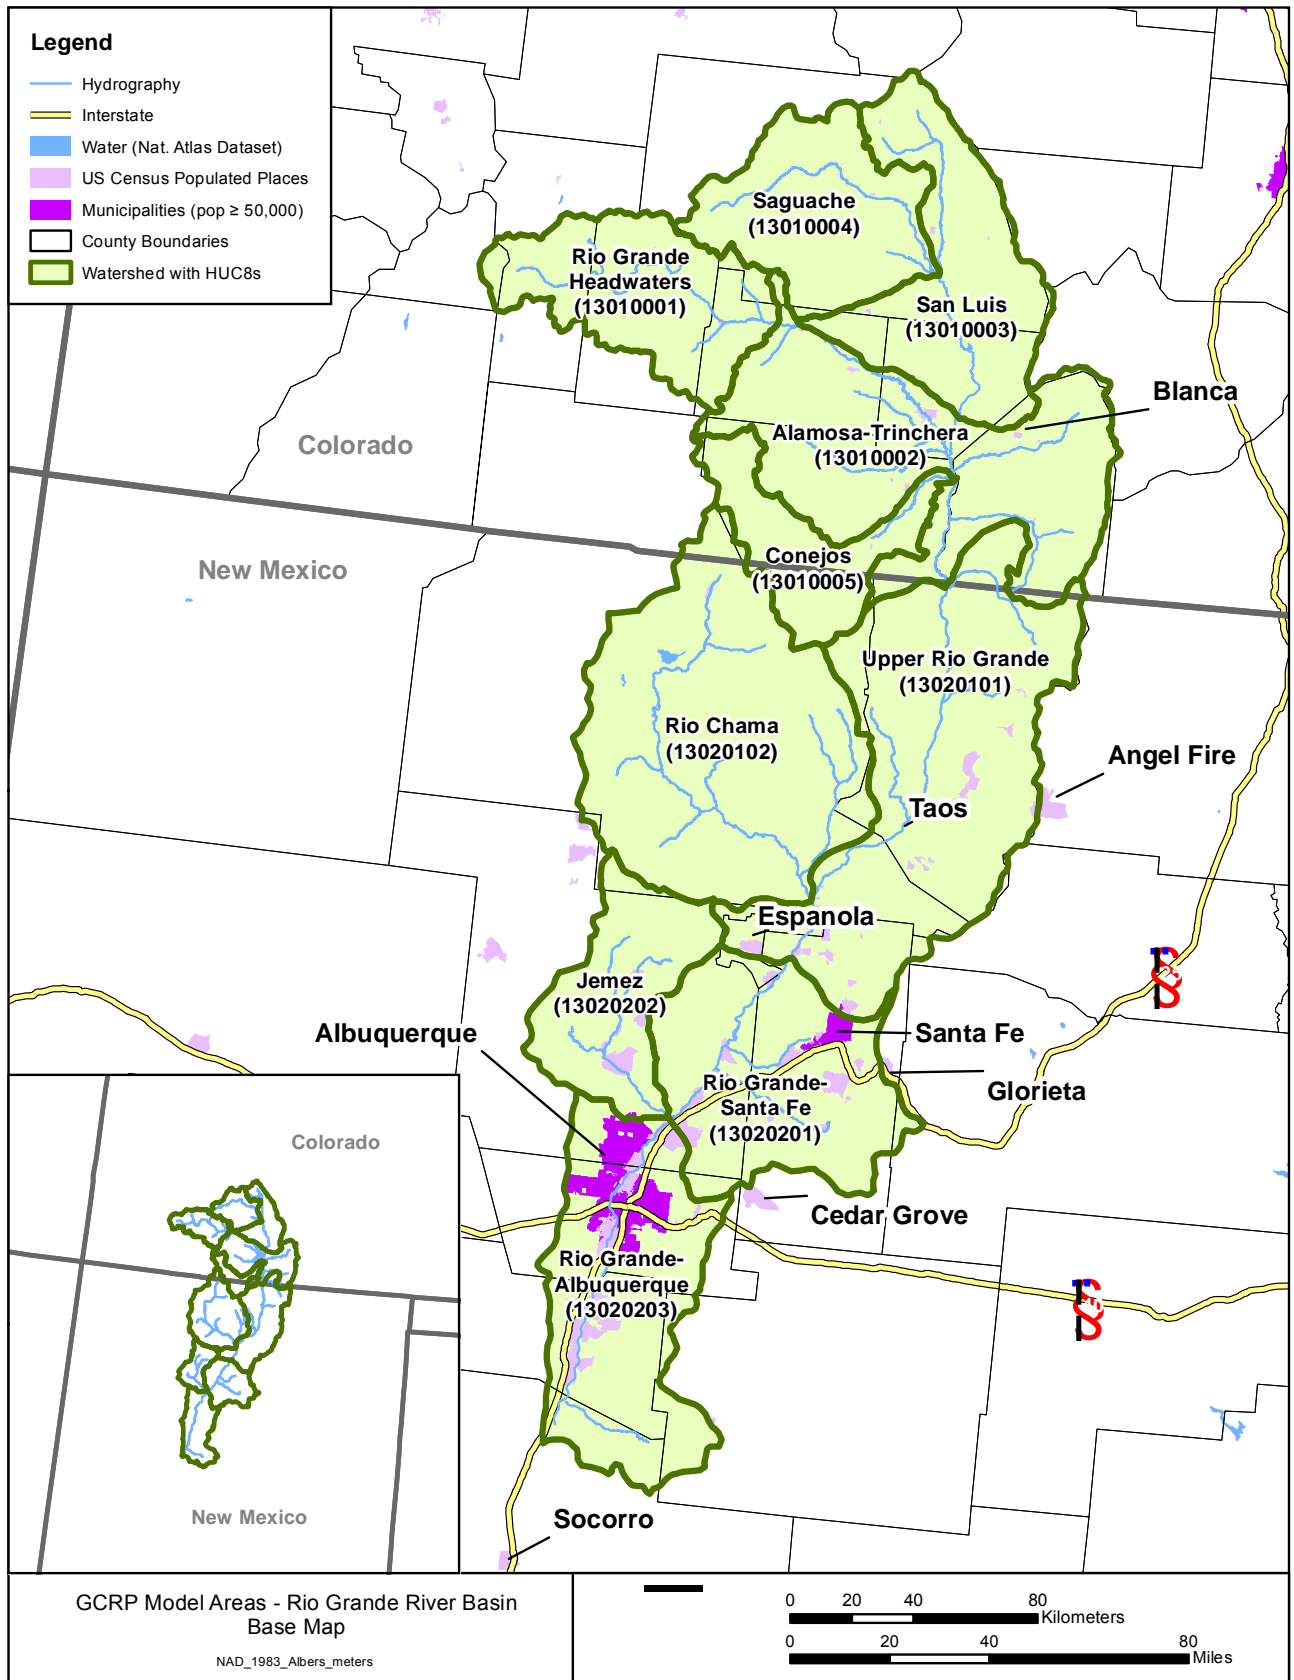 Legend
Hydrography
Interstate
Water (Nat. Atlas Dataset)
US Census Populated Places
Municipalities (pop ≥ 50,000)
County Boundaries
Watershed with HUC8s
Saguache
(13010004)
Rio Grande
Headwaters
(13010001)
San Luis
(13010003)
Blanca
Alamosa-Trinchera
(13010002)
Colorado
Conejos
(13010005)
New Mexico
Upper Rio Grande
(13020101)
Rio Chama
(13020102)
Angel Fire
Taos
Espanola
Jemez
(13020202)
Albuquerque
Santa Fe
Glorieta
Rio Grande-
Santa Fe
(13020201)
Cedar Grove
Rio Grande-
Albuquerque
(13020203)
Socorro
Colorado
New Mexico
GCRP Model Areas - Rio Grande River Basin
Base Map
NAD_1983_Albers_meters
0 20 40 80
Kilometers
0 20 40 80
Miles